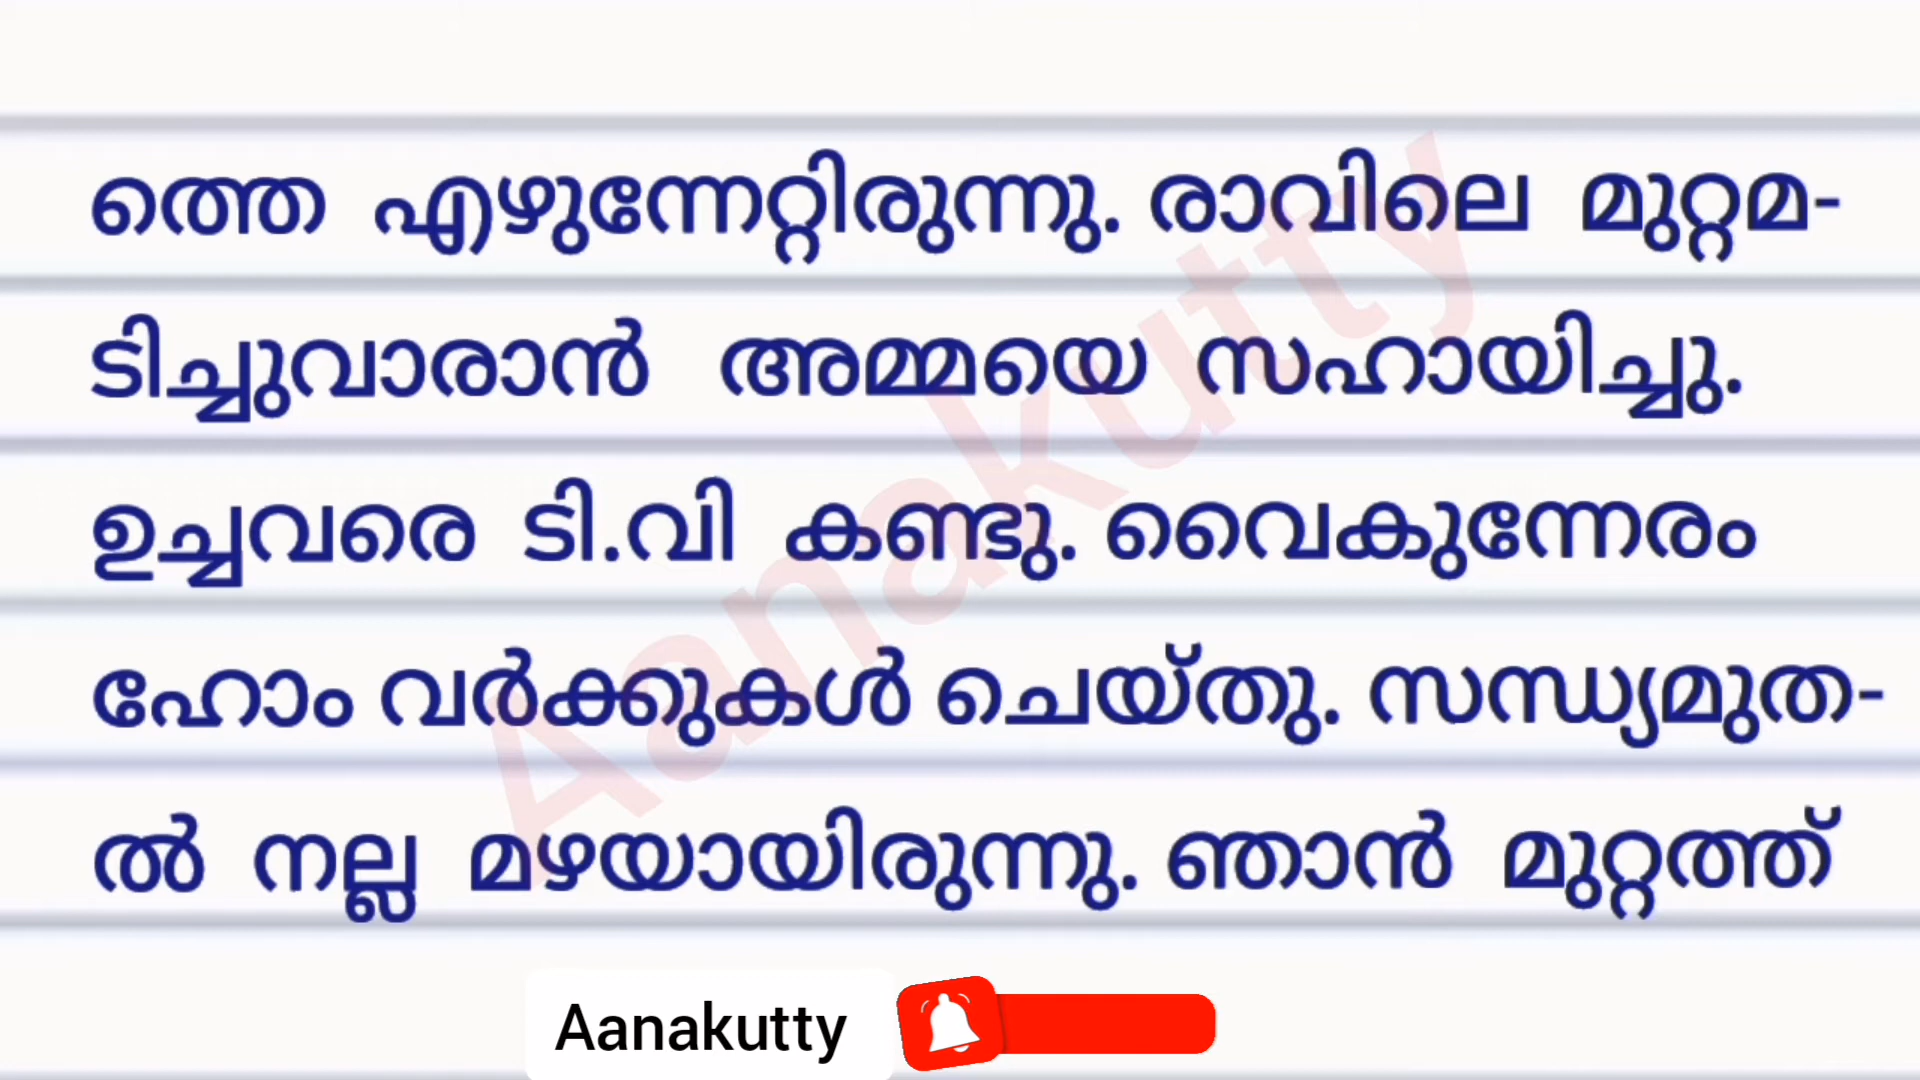 ത്തെ എഴുന്നേറ്റിരുന്നു. രാവിലെ മുറ്റമ-
ടിച്ചുവാരാൻ അമ്മയെ സഹായിച്ചു.
ഉച്ചവരെ ടി.വി കണ്ടു. വൈകുന്നേരം
ഹോം വർക്കുകൾ ചെയ്തു. സന്ധ്യമുത-
ൽ നല്ല മഴയായിരുന്നു. ഞാൻ മുറ്റത്ത്
Aanakutty
Aanakutty